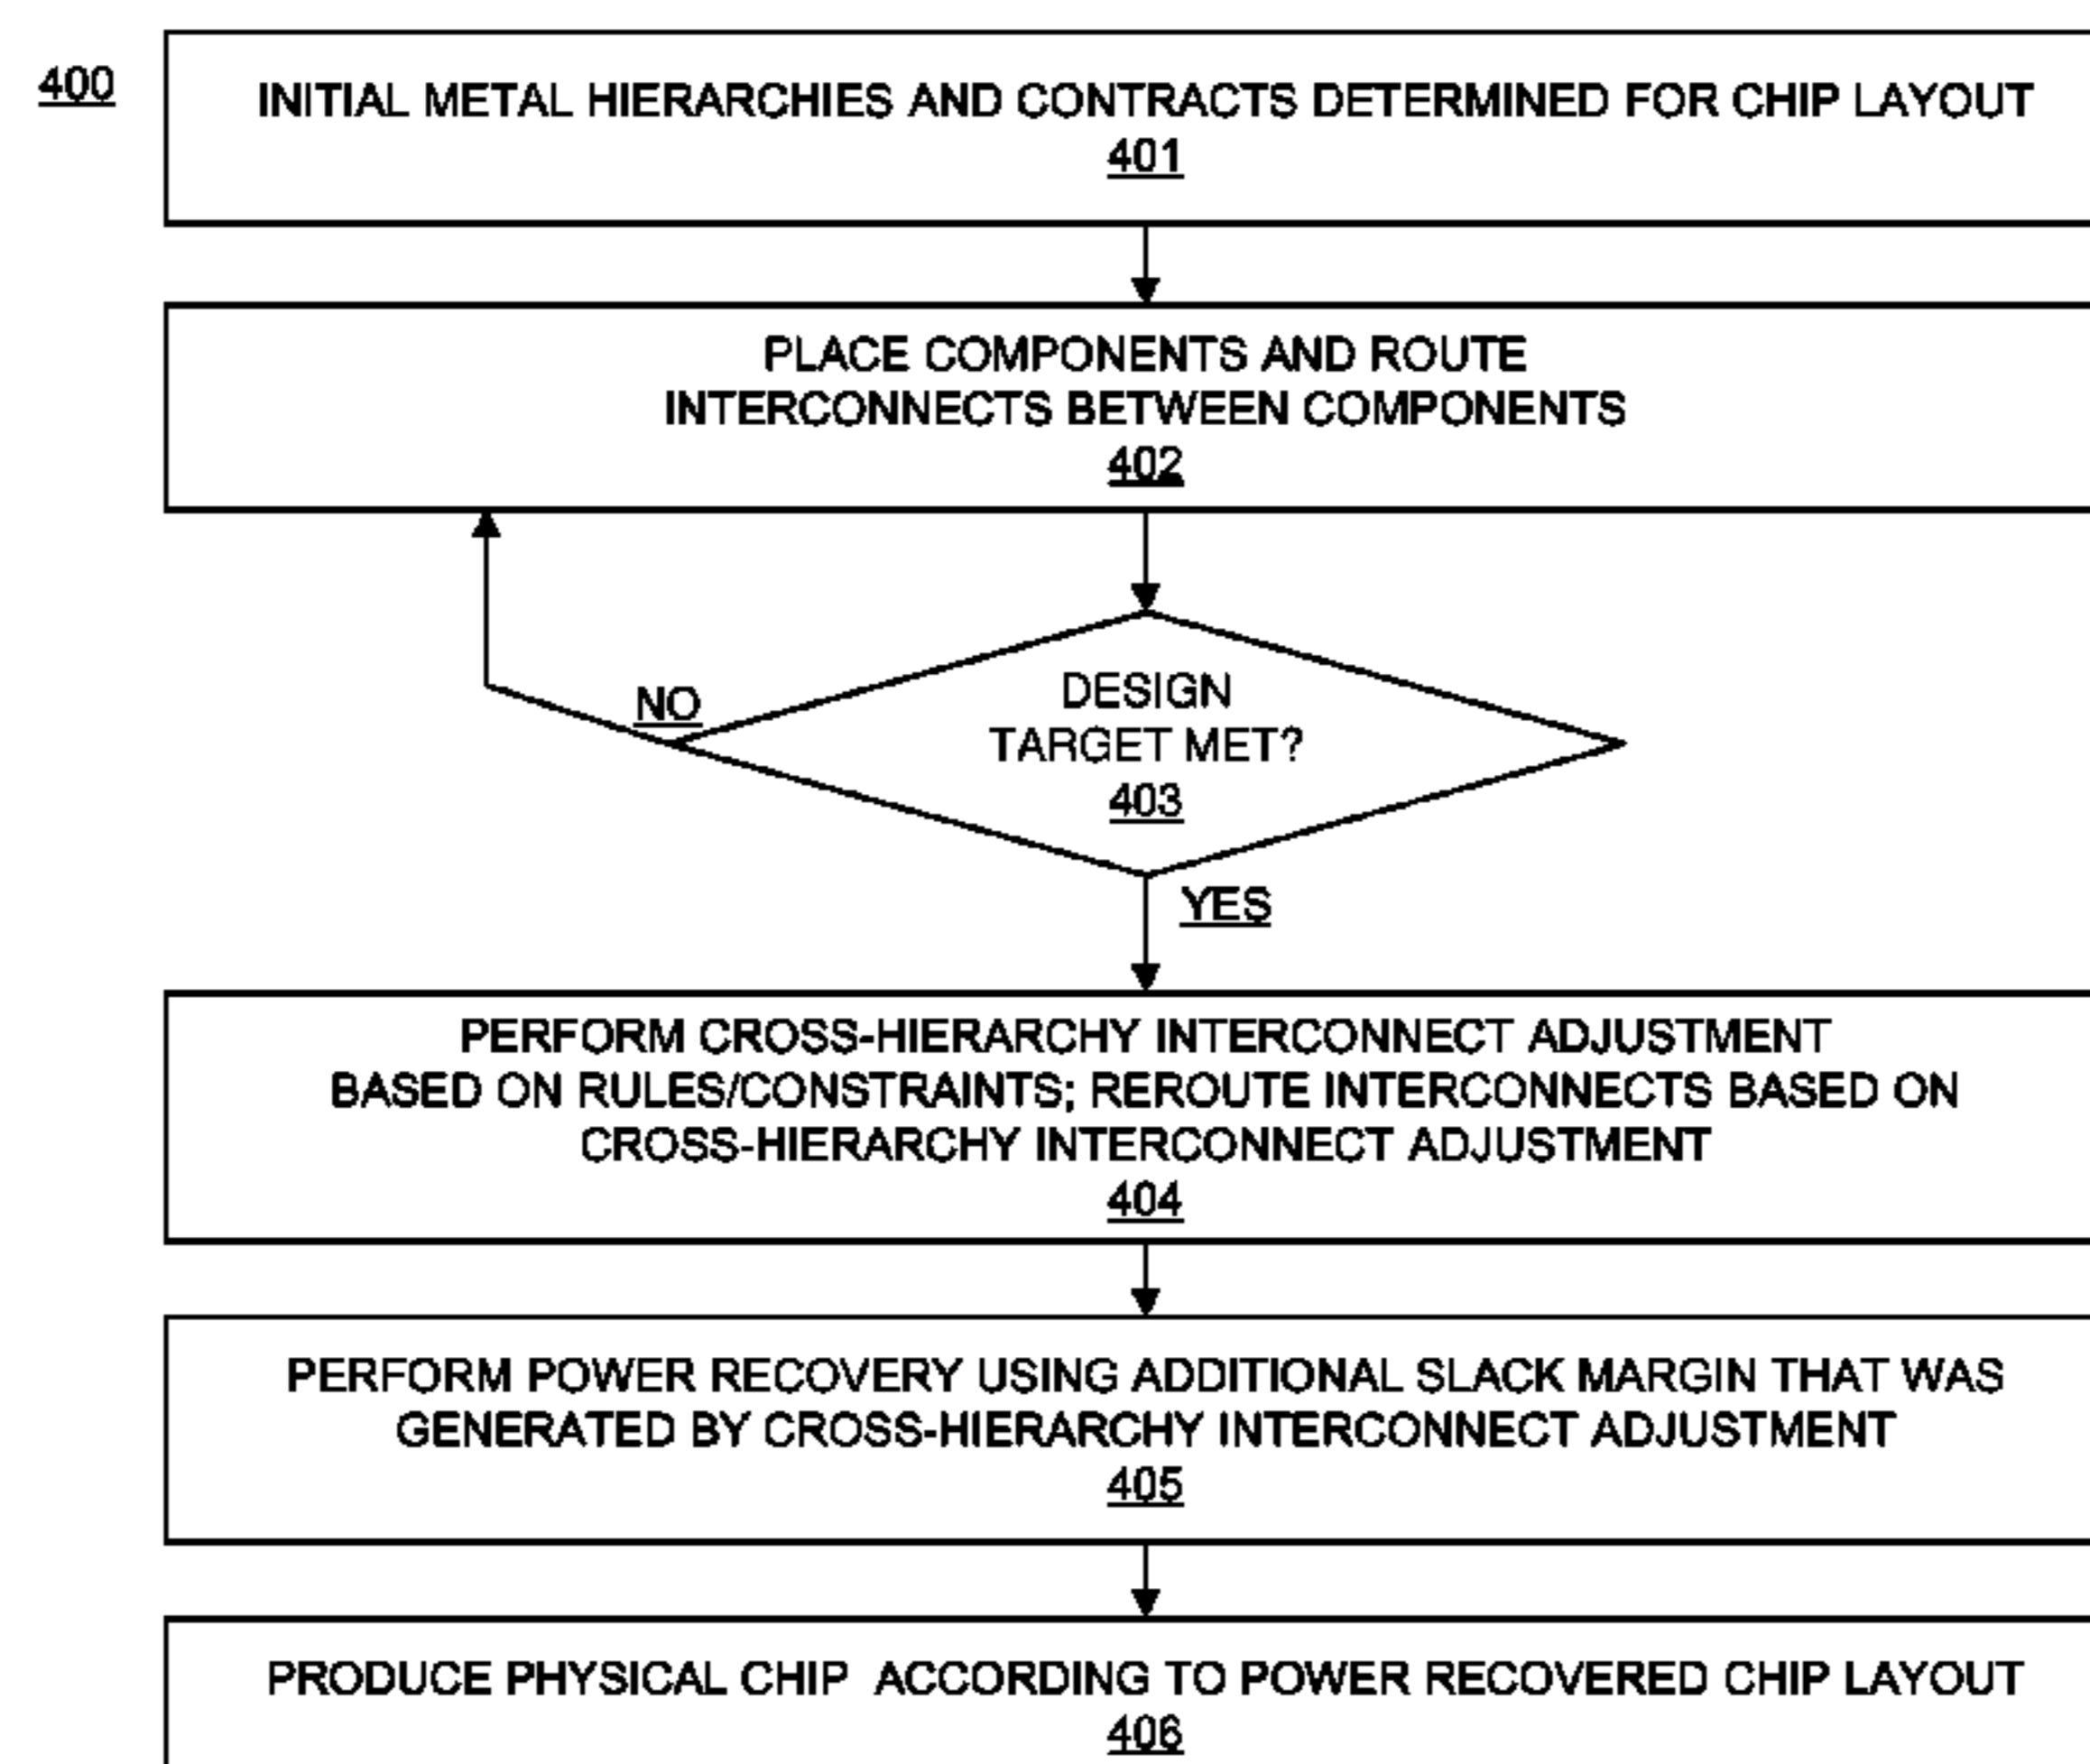 400
INITIAL METAL HIERARCHIES AND CONTRACTS DETERMINED FOR CHIP LAYOUT
401
PLACE COMPONENTS AND ROUTE
INTERCONNECTS BETWEEN COMPONENTS
402
NO
DESIGN
TARGET MET?
403
YES
PERFORM CROSS-HIERARCHY INTERCONNECT ADJUSTMENT
BASED ON RULES/CONSTRAINTS; REROUTE INTERCONNECTS BASED ON
CROSS-HIERARCHY INTERCONNECT ADJUSTMENT
404
PERFORM POWER RECOVERY USING ADDITIONAL SLACK MARGIN THAT WAS
GENERATED BY CROSS-HIERARCHY INTERCONNECT ADJUSTMENT
405
PRODUCE PHYSICAL CHIP ACCORDING TO POWER RECOVERED CHIP LAYOUT
406